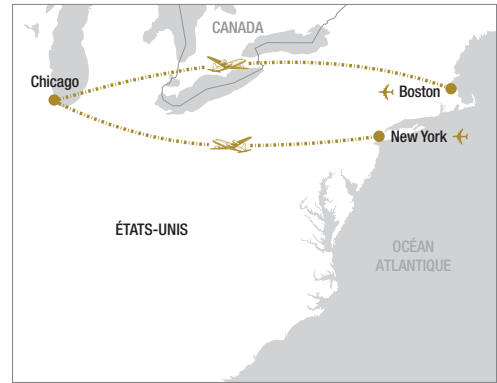 CANADA
Chicago
Boston
New York
ÉTATS-UNIS
OCÉAN
ATLANTIQUE